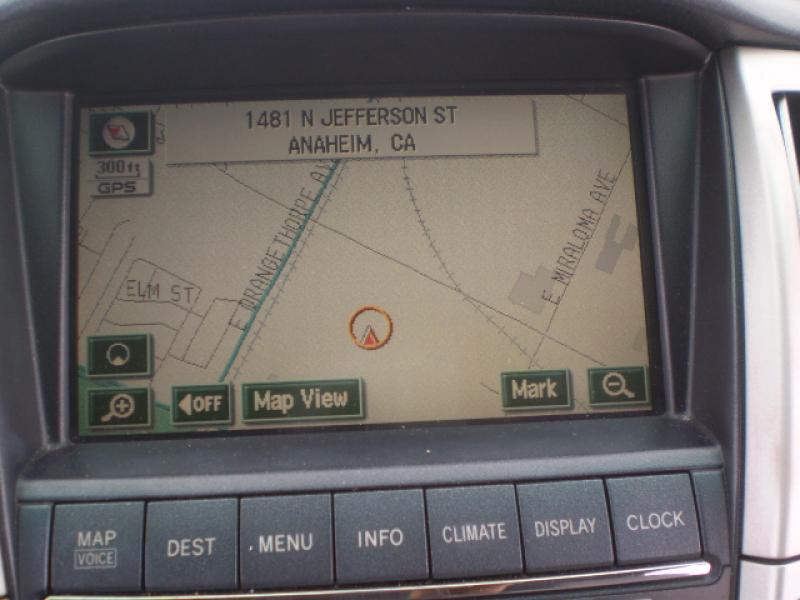 1481 N JEFFERSON ST
ANAHEIM, CA
300ft
GPS
E ORANGETHORPE AV
E MIRALOMA AVE
ELM ST
OFF
Map View
Mark
MAP
VOICE
DEST
MENU
INFO
CLIMATE
DISPLAY
CLOCK